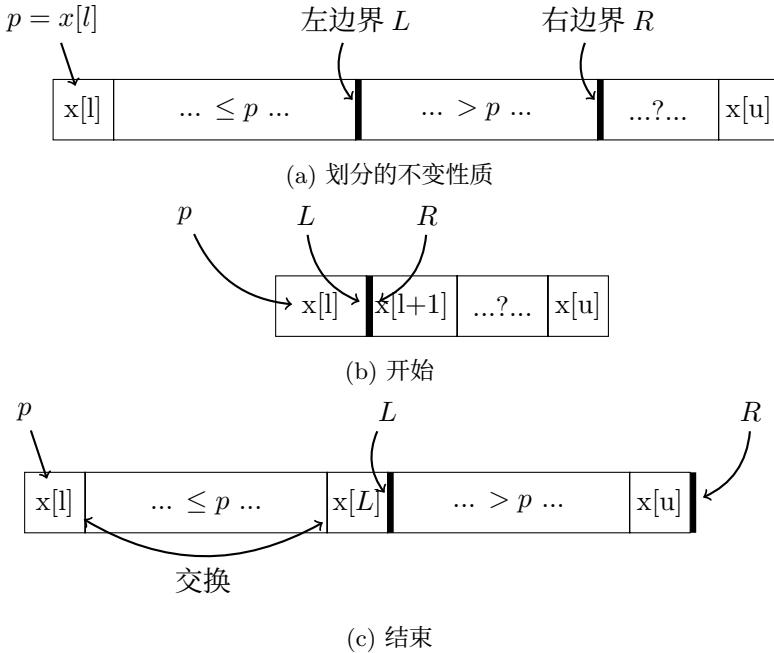 p = x[l] 左边界 L 右边界 R
x[l] ... ≤ p ... ... > p ... ...?... x[u]
(a) 划分的不变性质
p L R
x[l] x[l+1] ...?... x[u]
(b) 开始
p L R
x[l] ... ≤ p ... x[L] ... > p ... x[u]
交换
(c) 结束